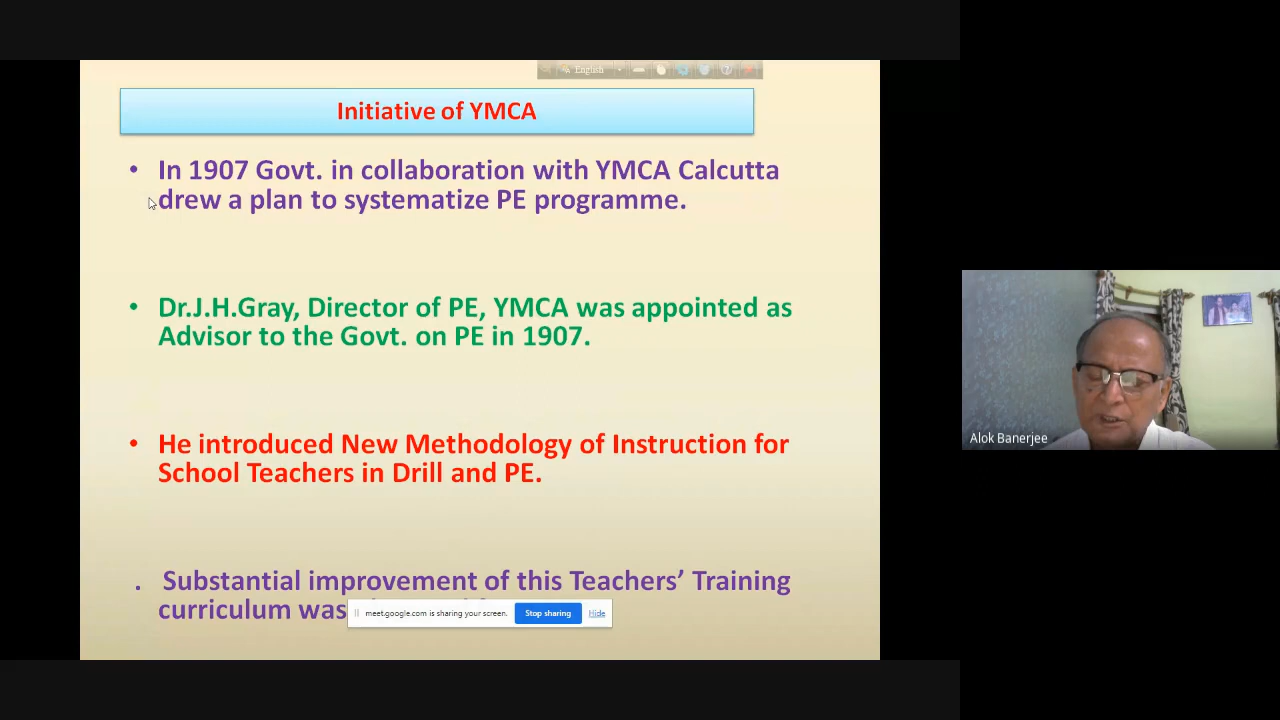 English
Initiative of YMCA
• In 1907 Govt. in collaboration with YMCA Calcutta
drew a plan to systematize PE programme.
• Dr.J.H.Gray, Director of PE, YMCA was appointed as
Advisor to the Govt. on PE in 1907.
• He introduced New Methodology of Instruction for
School Teachers in Drill and PE.
. Substantial improvement of this Teachers’ Training
curriculum was
meet.google.com is sharing your screen. Stop sharing Hide
Alok Banerjee